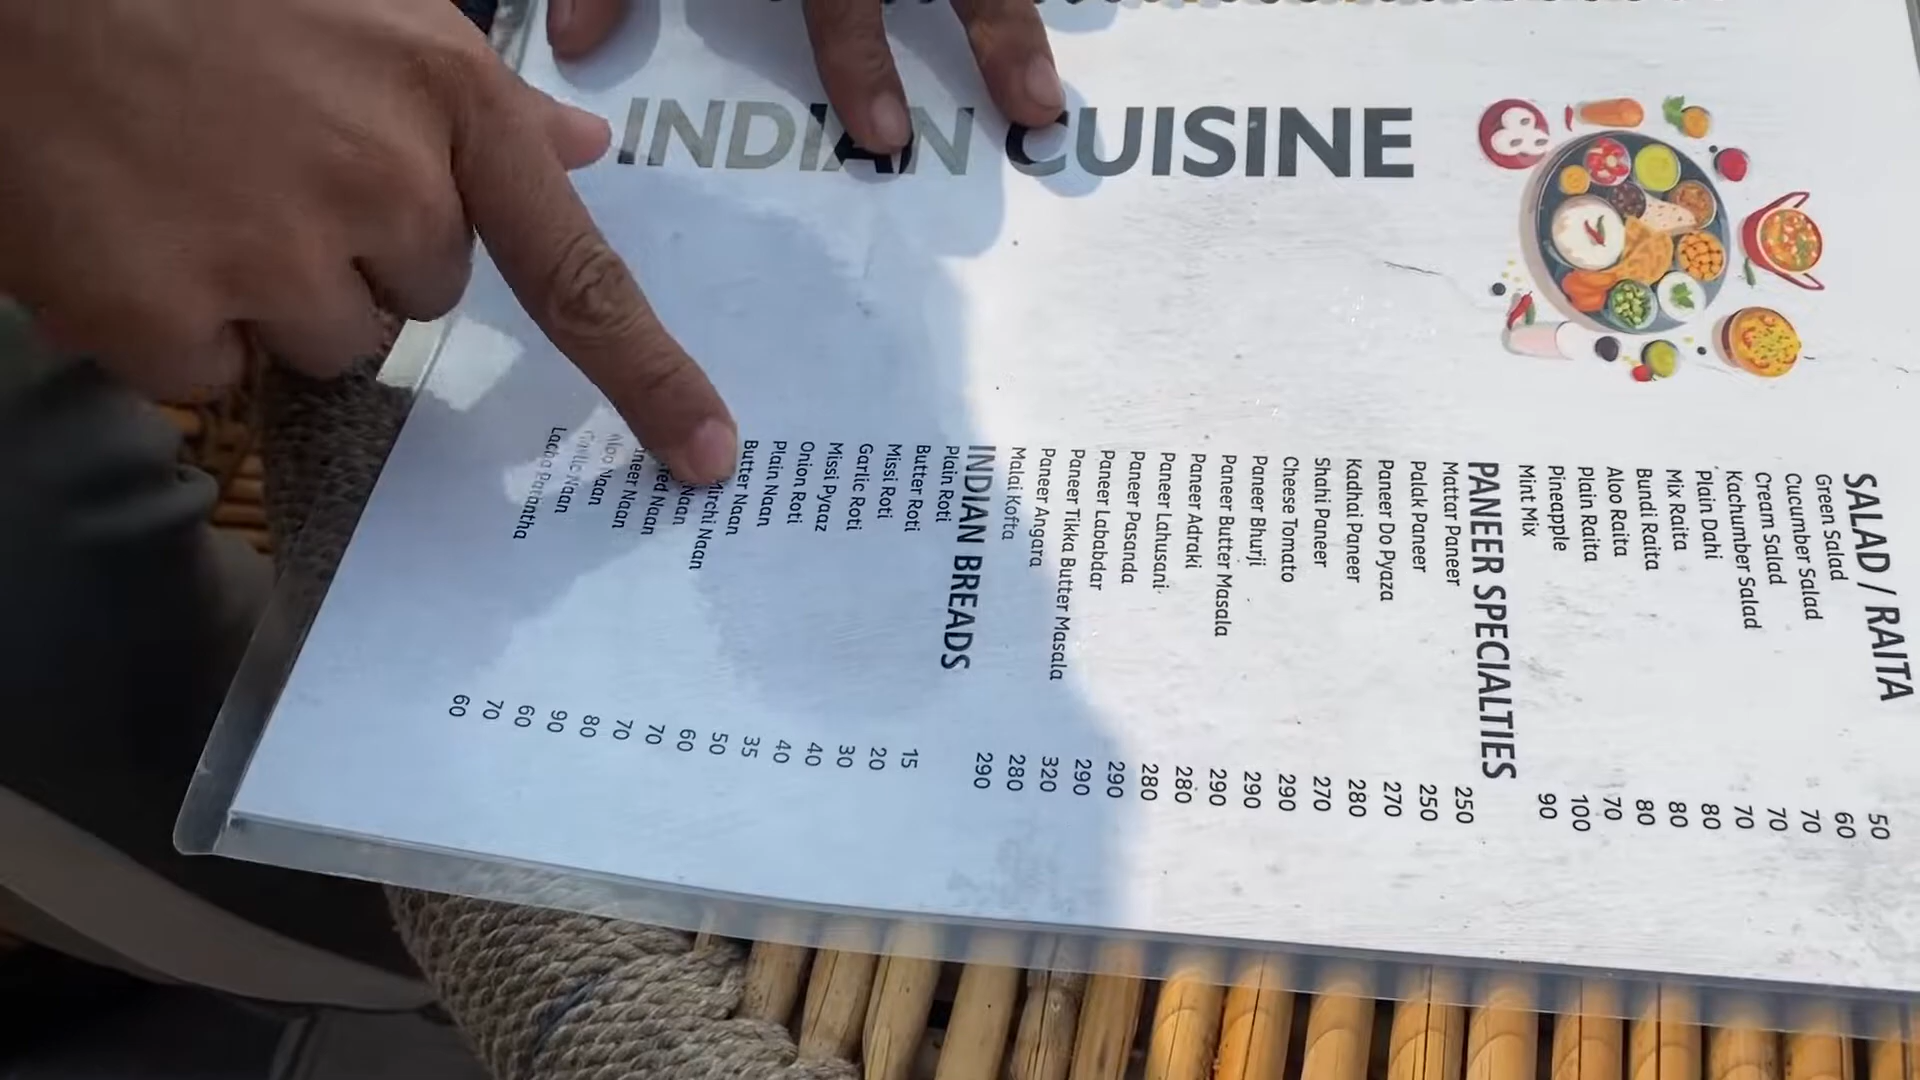 INDIAN CUISINE
SALAD / RAITA
Green Salad 50
Cucumber Salad 60
Cream Salad 70
Kachumber Salad 70
Plain Dahi 70
Mix Raita 80
Bundi Raita 80
Aloo Raita 80
Plain Raita 70
Pineapple 100
Mint Mix 90
PANEER SPECIALTIES
Mattar Paneer 250
Palak Paneer 250
Paneer Do Pyaza 270
Kadhai Paneer 280
Shahi Paneer 270
Cheese Tomato 290
Paneer Bhurji 290
Paneer Butter Masala 290
Paneer Adraki 280
Paneer Lahusani 280
Paneer Pasanda 290
Paneer Lababdar 290
Paneer Tikka Butter Masala 320
Paneer Angara 280
Malai Kofta 290
INDIAN BREADS
Plain Roti 15
Butter Roti 20
Missi Roti 30
Garlic Roti 40
Missi Pyaaz 40
Onion Roti 35
Plain Naan 50
Butter Naan 60
Mirchi Naan 70
Naan 70
Naan 80
Naan 90
Aloo Naan 60
Garlic Naan 70
Lacha Parantha 60